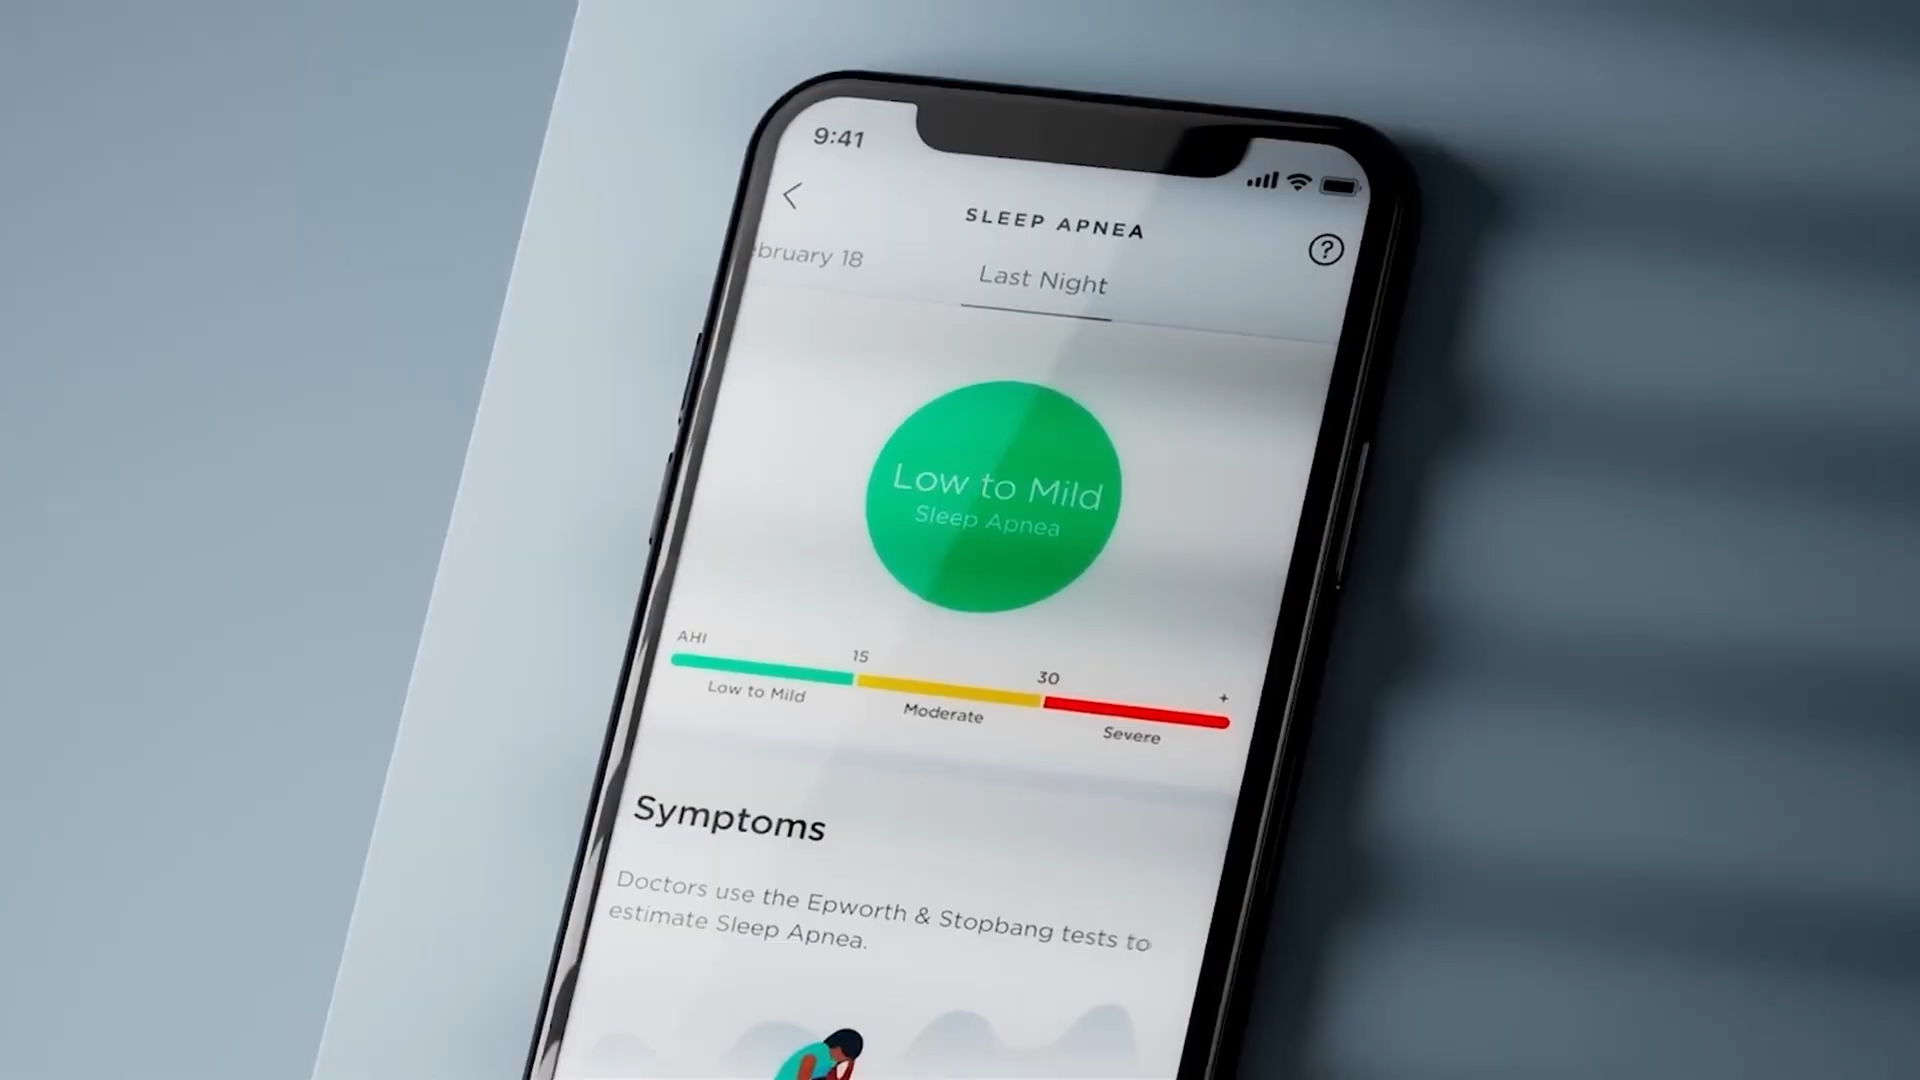 9:41
SLEEP APNEA
ebruary 18
Last Night
Low to Mild
Sleep Apnea
AHI
15
30
+
Low to Mild
Moderate
Severe
Symptoms
Doctors use the Epworth & Stopbang tests to
estimate Sleep Apnea.